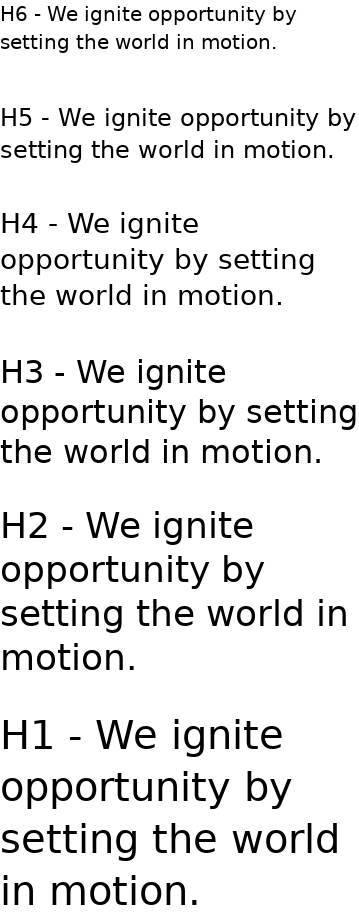 H6 - We ignite opportunity by
setting the world in motion.
H5 - We ignite opportunity by
setting the world in motion.
H4 - We ignite
opportunity by setting
the world in motion.
H3 - We ignite
opportunity by setting
the world in motion.
H2 - We ignite
opportunity by
setting the world in
motion.
H1 - We ignite
opportunity by
setting the world
in motion.